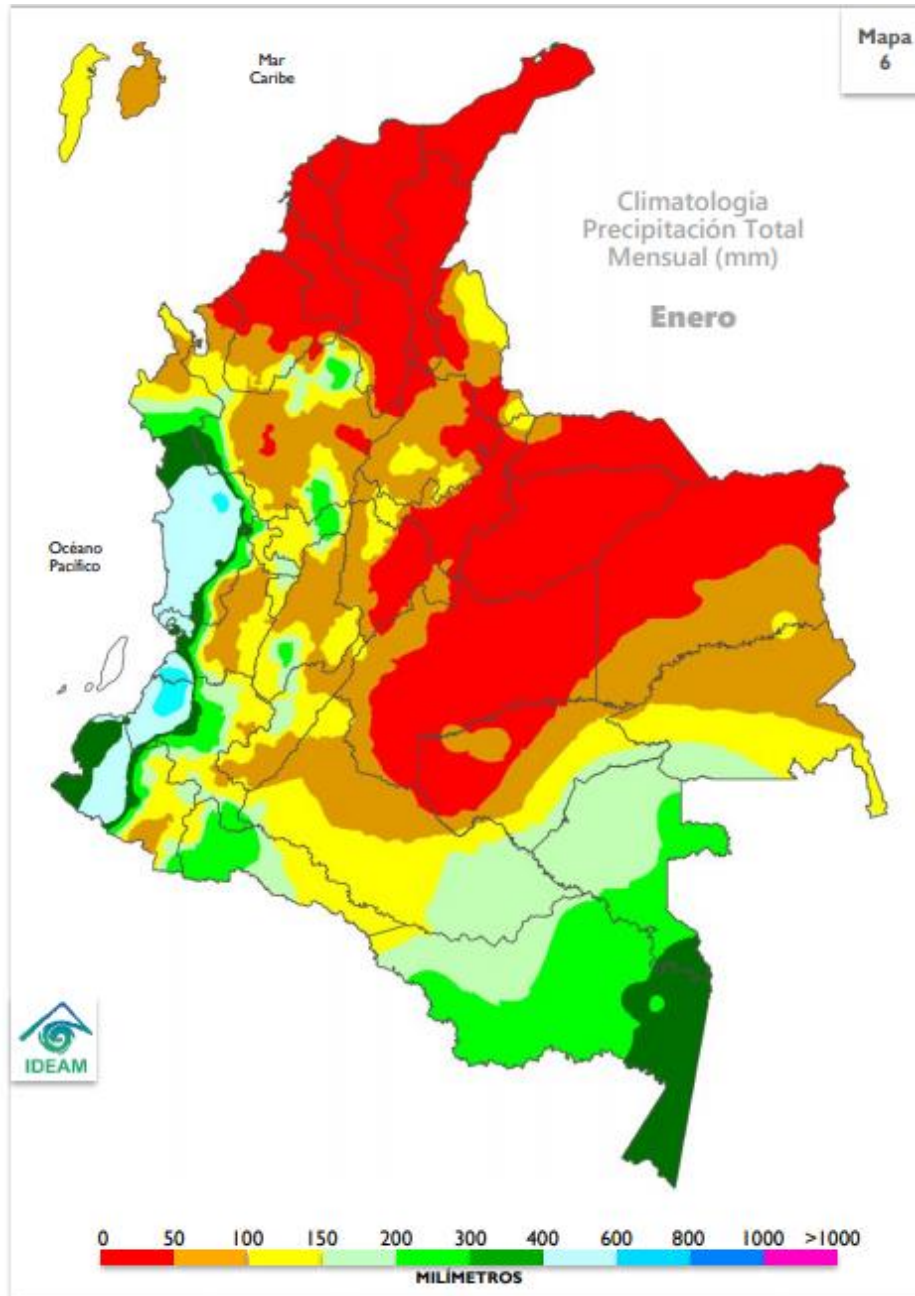 Mapa
6
Mar
Caribe
Climatología
Precipitación Total
Mensual (mm)
Enero
Océano
Pacífico
IDEAM
0 50 100 150 200 300 400 600 800 1000 >1000
MILÍMETROS